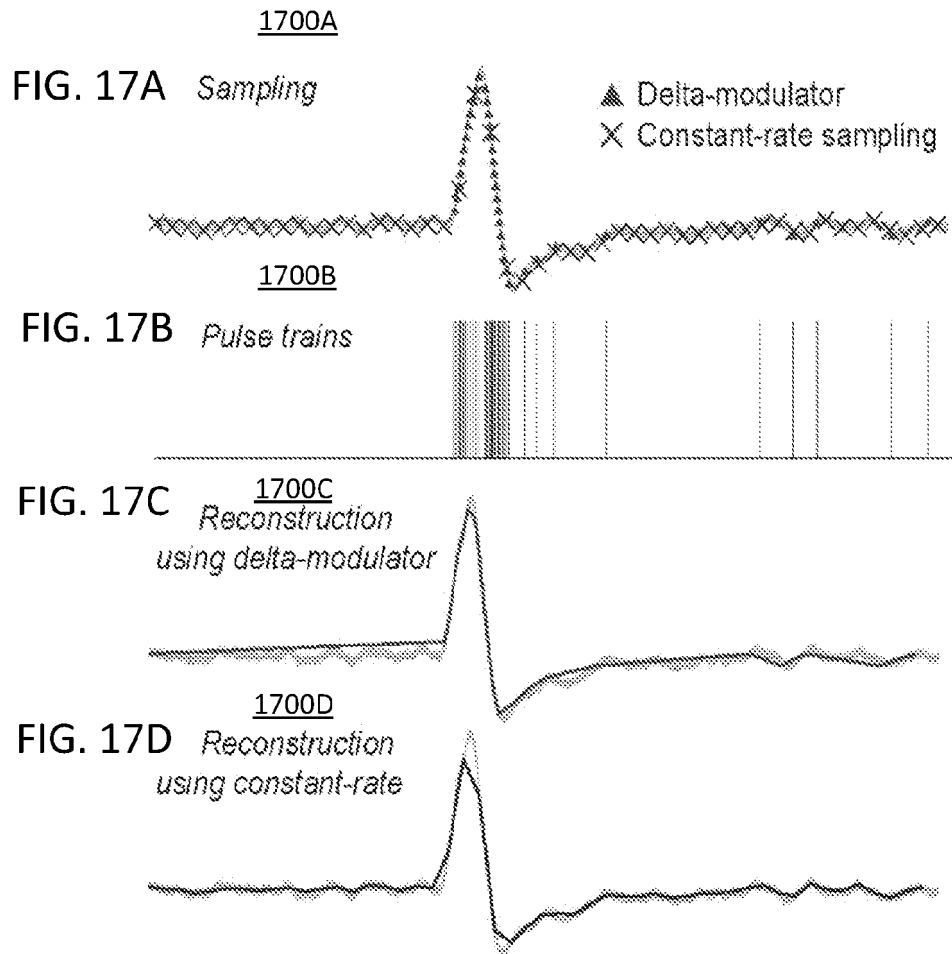 1700A
FIG. 17A Sampling
▲ Delta-modulator
× Constant-rate sampling
1700B
FIG. 17B Pulse trains
FIG. 17C 1700C
Reconstruction
using delta-modulator
1700D
FIG. 17D Reconstruction
using constant-rate